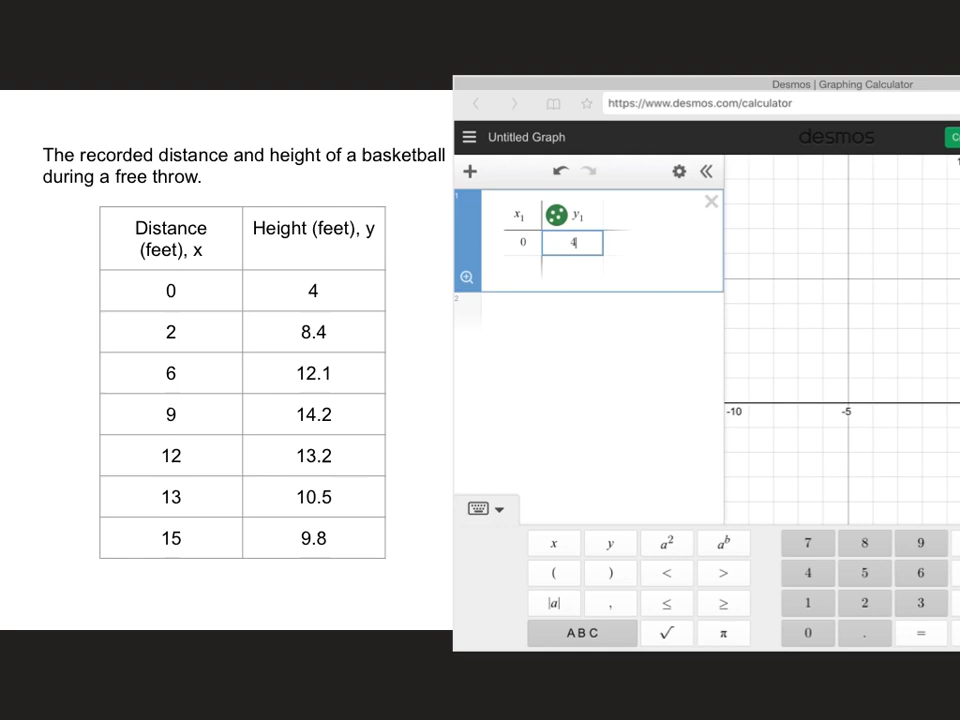 Desmos | Graphing Calculator
https://www.desmos.com/calculator
Untitled Graph
desmos
The recorded distance and height of a basketball
during a free throw.
Distance
(feet), x
Height (feet), y
0 4
2 8.4
6 12.1
9 14.2
12 13.2
13 10.5
15 9.8
1
x₁ y₁
0 4
2
-10 -5
x y a² aᵇ 7 8 9
( ) < > 4 5 6
|a| , ≤ ≥ 1 2 3
A B C √ π 0 . =